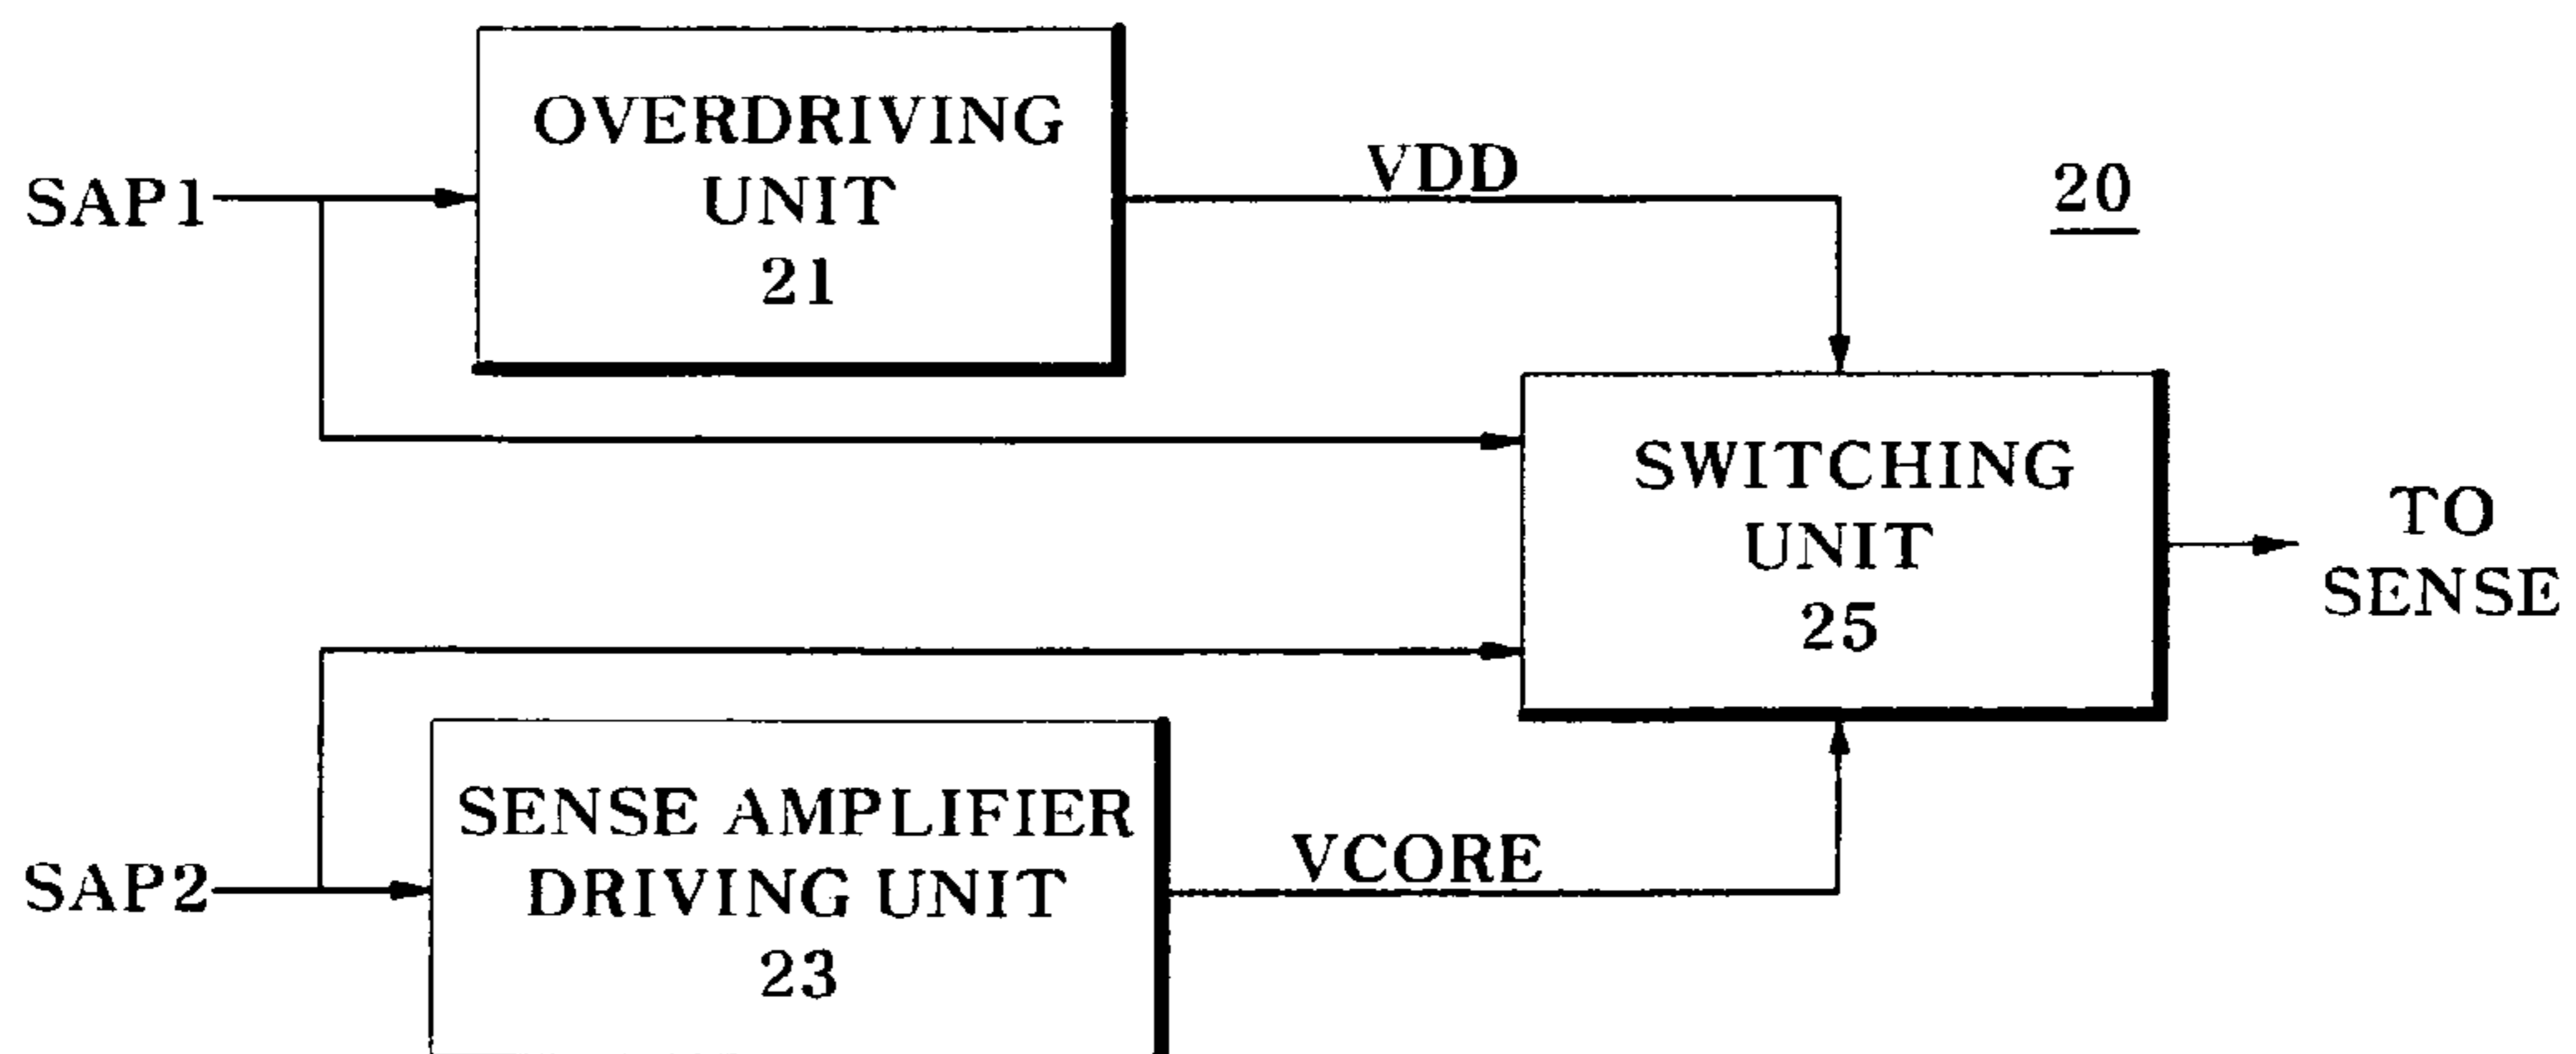 OVERDRIVING
UNIT
21
SAP1
VDD
20
SWITCHING
UNIT
25
TO
SENSE
SENSE AMPLIFIER
DRIVING UNIT
23
SAP2
VCORE